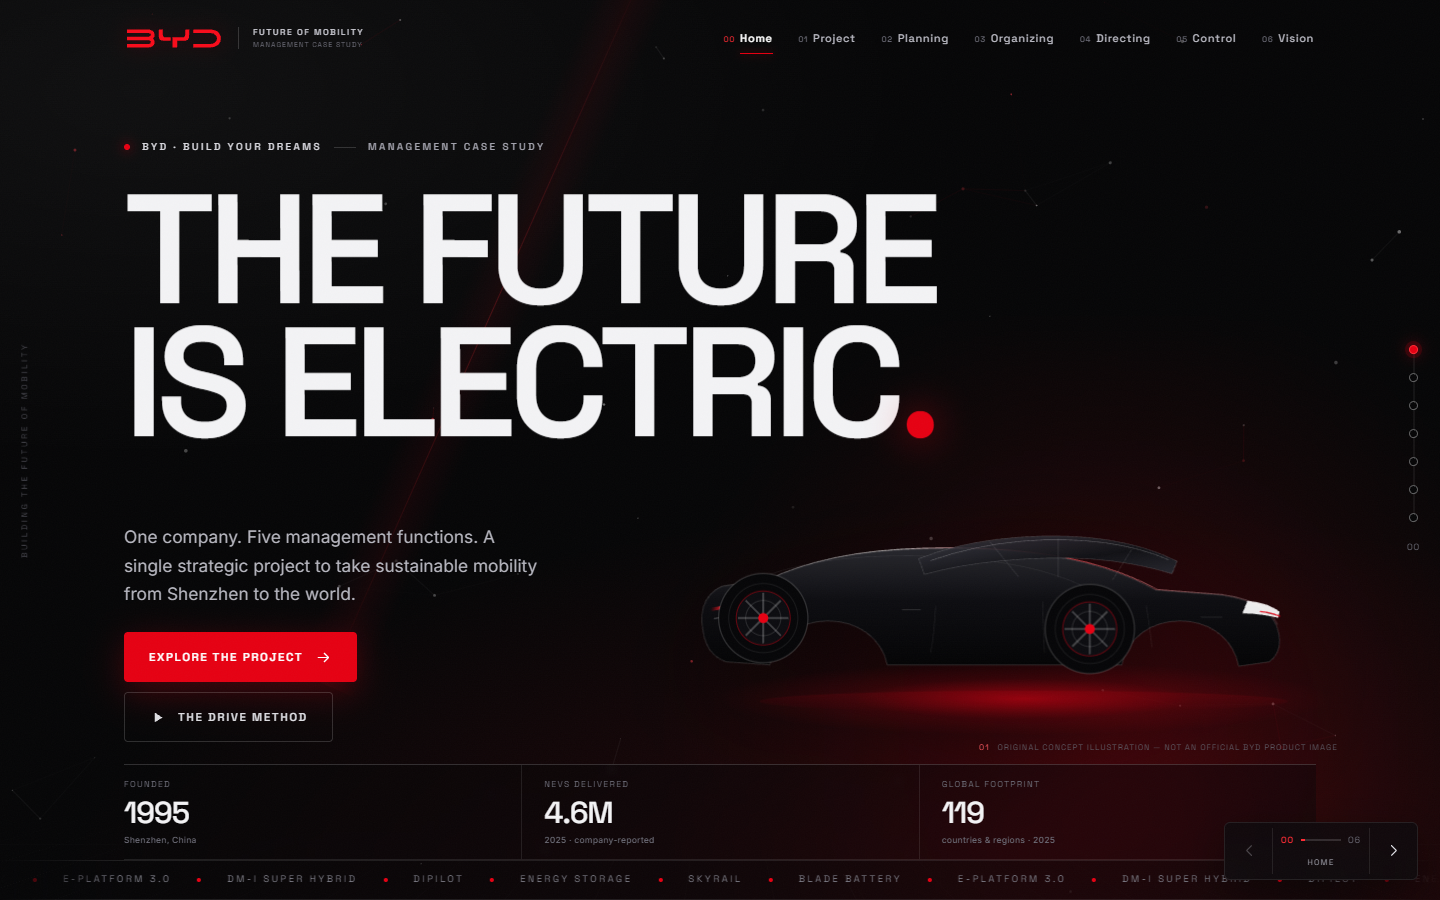 BYD
FUTURE OF MOBILITY
MANAGEMENT CASE STUDY
00 Home 01 Project 02 Planning 03 Organizing 04 Directing 05 Control 06 Vision
BYD · BUILD YOUR DREAMS — MANAGEMENT CASE STUDY
THE FUTURE
IS ELECTRIC.
BUILDING THE FUTURE OF MOBILITY
00
One company. Five management functions. A
single strategic project to take sustainable mobility
from Shenzhen to the world.
EXPLORE THE PROJECT →
THE DRIVE METHOD
01 ORIGINAL CONCEPT ILLUSTRATION — NOT AN OFFICIAL BYD PRODUCT IMAGE
FOUNDED
1995
Shenzhen, China
NEVS DELIVERED
4.6M
2025 · company-reported
GLOBAL FOOTPRINT
119
countries & regions · 2025
00 06
HOME
E-PLATFORM 3.0 • DM-I SUPER HYBRID • DIPILOT • ENERGY STORAGE • SKYRAIL • BLADE BATTERY • E-PLATFORM 3.0 • DM-I SUPER HYBRID • DIPILOT